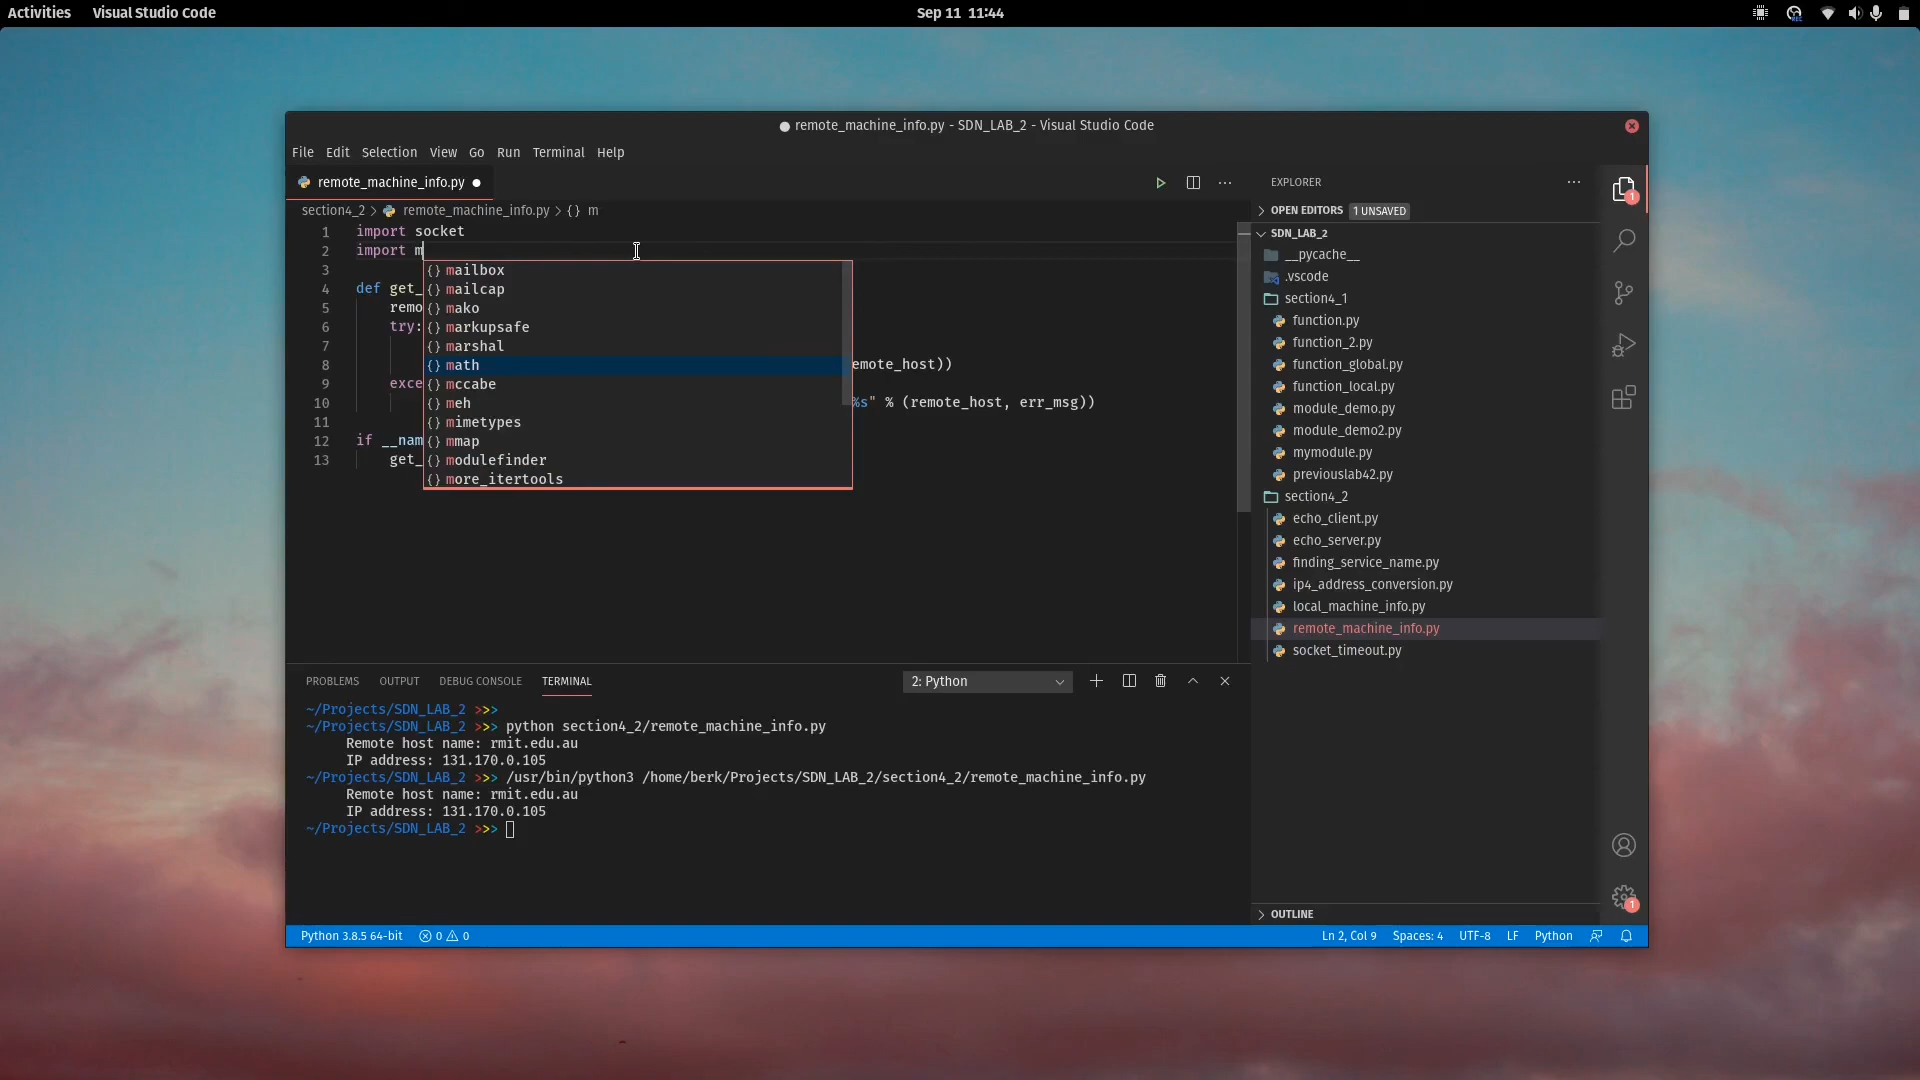 Activities Visual Studio Code Sep 11 11:44
REC
remote_machine_info.py - SDN_LAB_2 - Visual Studio Code
File Edit Selection View Go Run Terminal Help
remote_machine_info.py
section4_2 > remote_machine_info.py > {} m
1 import socket
2 import m
3
4 def get_
5 remo
6 try:
7
8 emote_host))
9 exce
10 %s" % (remote_host, err_msg))
11
12 if __nam
13 get_
{} mailbox
{} mailcap
{} mako
{} markupsafe
{} marshal
{} math
{} mccabe
{} meh
{} mimetypes
{} mmap
{} modulefinder
{} more_itertools
EXPLORER ···
OPEN EDITORS 1 UNSAVED
SDN_LAB_2
__pycache__
.vscode
section4_1
function.py
function_2.py
function_global.py
function_local.py
module_demo.py
module_demo2.py
mymodule.py
previouslab42.py
section4_2
echo_client.py
echo_server.py
finding_service_name.py
ip4_address_conversion.py
local_machine_info.py
remote_machine_info.py
socket_timeout.py
OUTLINE
1
1
PROBLEMS OUTPUT DEBUG CONSOLE TERMINAL 2: Python
~/Projects/SDN_LAB_2 >>>
~/Projects/SDN_LAB_2 >>> python section4_2/remote_machine_info.py
Remote host name: rmit.edu.au
IP address: 131.170.0.105
~/Projects/SDN_LAB_2 >>> /usr/bin/python3 /home/berk/Projects/SDN_LAB_2/section4_2/remote_machine_info.py
Remote host name: rmit.edu.au
IP address: 131.170.0.105
~/Projects/SDN_LAB_2 >>>
Python 3.8.5 64-bit 0 0 Ln 2, Col 9 Spaces: 4 UTF-8 LF Python